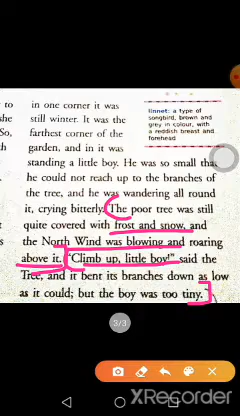 to
she
So,
th
s
in one corner it was
still winter. It was the
farthest corner of the
garden, and in it was
standing a little boy. He was so small that
he could not reach up to the branches of
the tree, and he was wandering all round
it, crying bitterly. The poor tree was still
quite covered with frost and snow, and
the North Wind was blowing and roaring
above it. "Climb up, little boy!" said the
Tree, and it bent its branches down as low
as it could; but the boy was too tiny."
linnet: a type of
songbird, brown and
grey in colour, with
a reddish breast and
forehead
3/3
XRECORDER